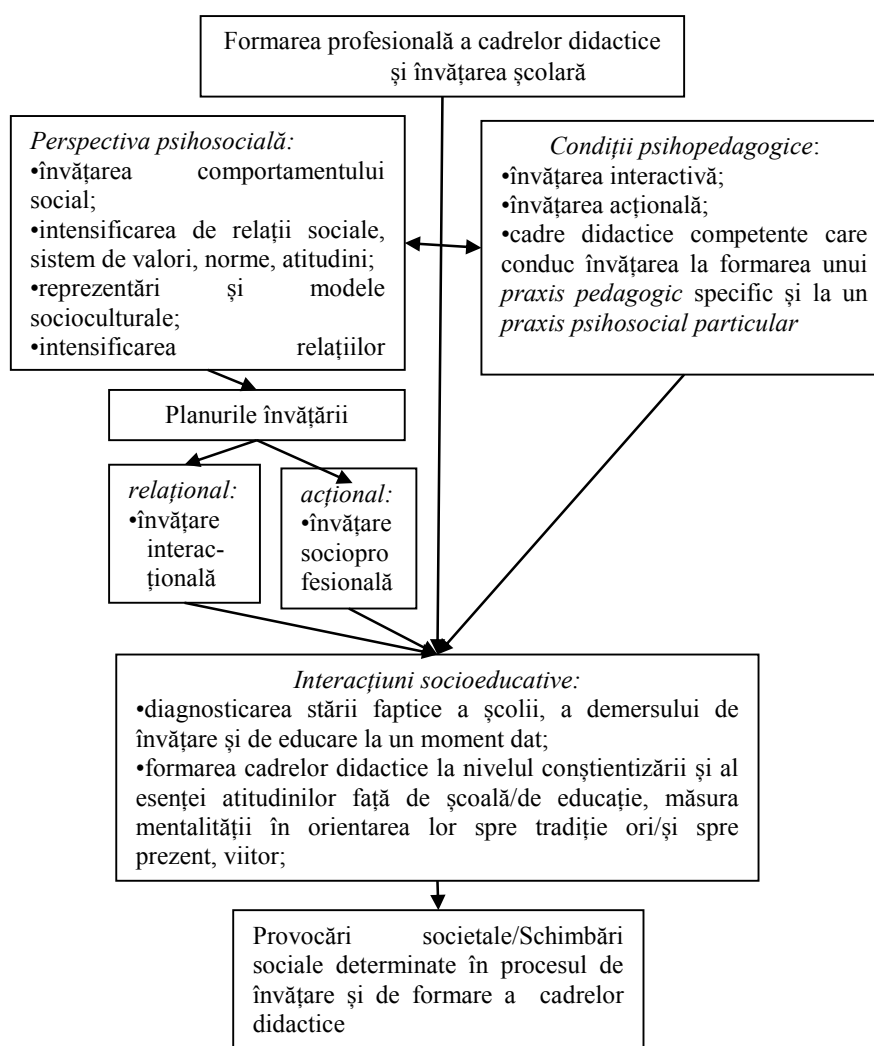 Formarea profesională a cadrelor didactice
și învățarea școlară
Perspectiva psihosocială:
•învățarea comportamentului
social;
•intensificarea de relații sociale,
sistem de valori, norme, atitudini;
•reprezentări și modele
socioculturale;
•intensificarea relațiilor
Condiții psihopedagogice:
•învățarea interactivă;
•învățarea acțională;
•cadre didactice competente care
conduc învățarea la formarea unui
praxis pedagogic specific și la un
praxis psihosocial particular
Planurile învățării
relațional:
•învățare
interac-
țională
acțional:
•învățare
sociopro
fesională
Interacțiuni socioeducative:
•diagnosticarea stării faptice a școlii, a demersului de
învățare și de educare la un moment dat;
•formarea cadrelor didactice la nivelul conștientizării și al
esenței atitudinilor față de școală/de educație, măsura
mentalității în orientarea lor spre tradiție ori/și spre
prezent, viitor;
Provocări societale/Schimbări
sociale determinate în procesul de
învățare și de formare a cadrelor
didactice